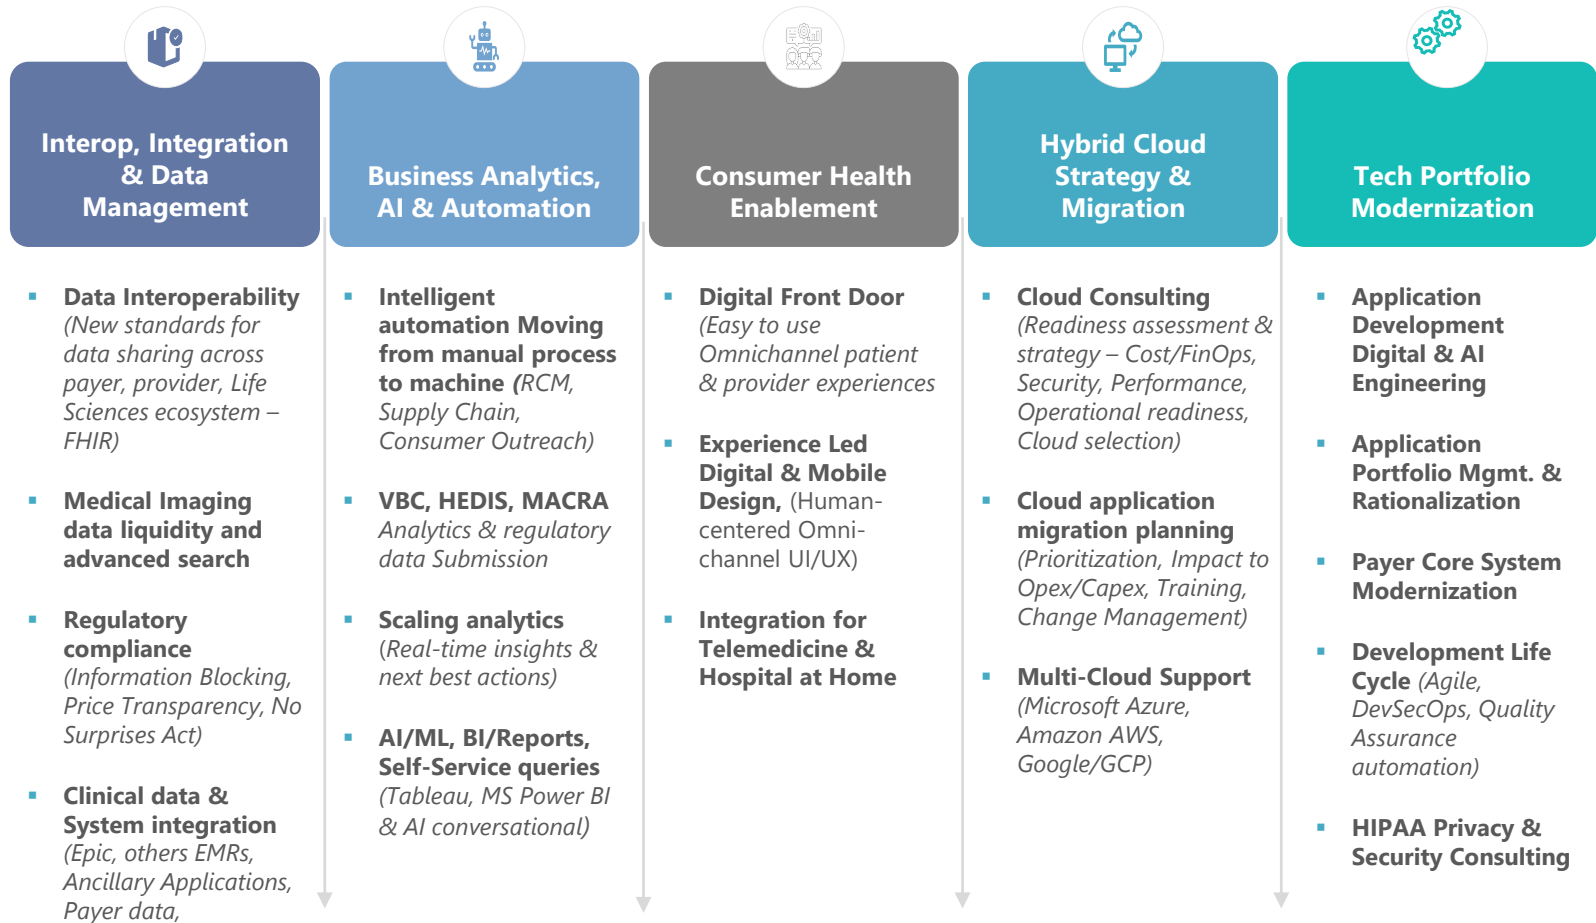 Interop, Integration
& Data
Management
Business Analytics,
AI & Automation
Consumer Health
Enablement
Hybrid Cloud
Strategy &
Migration
Tech Portfolio
Modernization
Data Interoperability
(New standards for
data sharing across
payer, provider, Life
Sciences ecosystem –
FHIR)
Medical Imaging
data liquidity and
advanced search
Regulatory
compliance
(Information Blocking,
Price Transparency, No
Surprises Act)
Clinical data &
System integration
(Epic, others EMRs,
Ancillary Applications,
Payer data,
Intelligent
automation Moving
from manual process
to machine (RCM,
Supply Chain,
Consumer Outreach)
VBC, HEDIS, MACRA
Analytics & regulatory
data Submission
Scaling analytics
(Real-time insights &
next best actions)
AI/ML, BI/Reports,
Self-Service queries
(Tableau, MS Power BI
& AI conversational)
Digital Front Door
(Easy to use
Omnichannel patient
& provider experiences
Experience Led
Digital & Mobile
Design, (Human-
centered Omni-
channel UI/UX)
Integration for
Telemedicine &
Hospital at Home
Cloud Consulting
(Readiness assessment &
strategy – Cost/FinOps,
Security, Performance,
Operational readiness,
Cloud selection)
Cloud application
migration planning
(Prioritization, Impact to
Opex/Capex, Training,
Change Management)
Multi-Cloud Support
(Microsoft Azure,
Amazon AWS,
Google/GCP)
Application
Development
Digital & AI
Engineering
Application
Portfolio Mgmt. &
Rationalization
Payer Core System
Modernization
Development Life
Cycle (Agile,
DevSecOps, Quality
Assurance
automation)
HIPAA Privacy &
Security Consulting